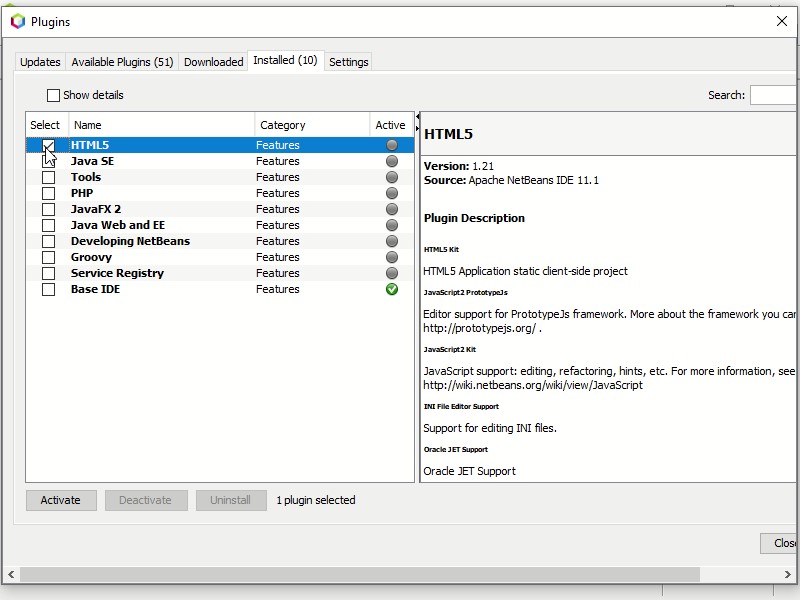 Plugins
Updates Available Plugins (51) Downloaded Installed (10) Settings
Show details Search:
Select Name Category Active
HTML5 Features
Java SE Features
Tools Features
PHP Features
JavaFX 2 Features
Java Web and EE Features
Developing NetBeans Features
Groovy Features
Service Registry Features
Base IDE Features
HTML5
Version: 1.21
Source: Apache NetBeans IDE 11.1
Plugin Description
HTML5 Kit
HTML5 Application static client-side project
JavaScript2 PrototypeJs
Editor support for PrototypeJs framework. More about the framework you can
http://prototypejs.org/ .
JavaScript2 Kit
JavaScript support: editing, refactoring, hints, etc. For more information, see
http://wiki.netbeans.org/wiki/view/JavaScript
INI File Editor Support
Support for editing INI files.
Oracle JET Support
Oracle JET Support
Activate Deactivate Uninstall 1 plugin selected
Close